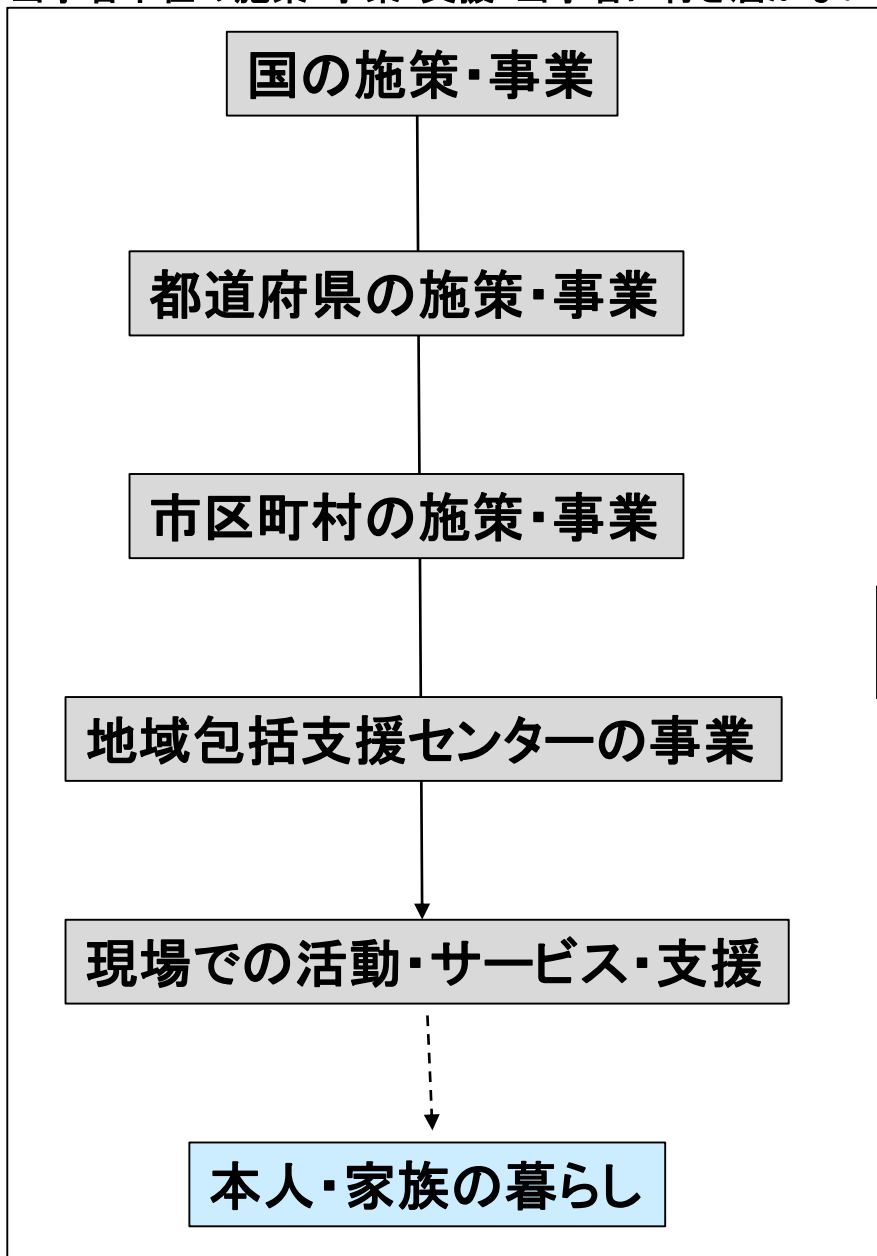 国の施策・事業
都道府県の施策・事業
市区町村の施策・事業
地域包括支援センターの事業
現場での活動・サービス・支援
本人・家族の暮らし